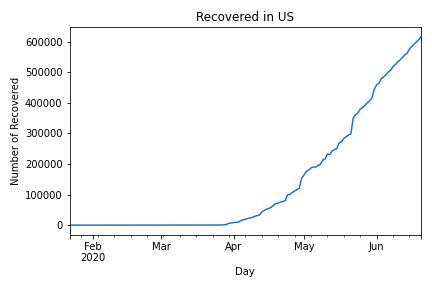 Recovered in US
Number of Recovered
600000
500000
400000
300000
200000
100000
0
Feb
2020
Mar
Apr
May
Jun
Day